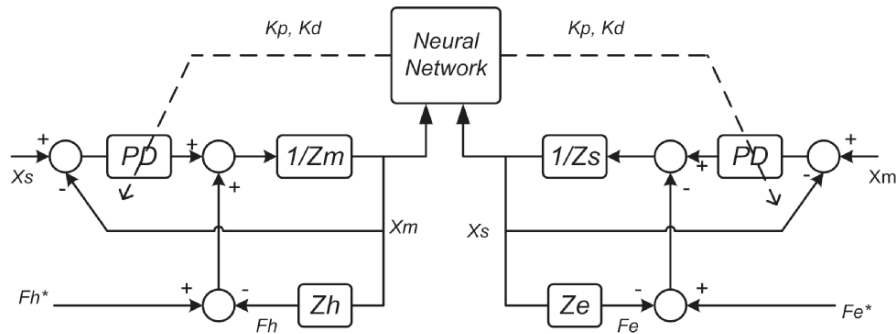 Kp, Kd
Neural
Network
Kp, Kd
+
PD
+
1/Zm
1/Zs
+
PD
+
Xs
-
+
-
-
Xm
Xm
Xs
Fh*
+
-
Zh
Ze
-
+
Fh
Fe
Fe*